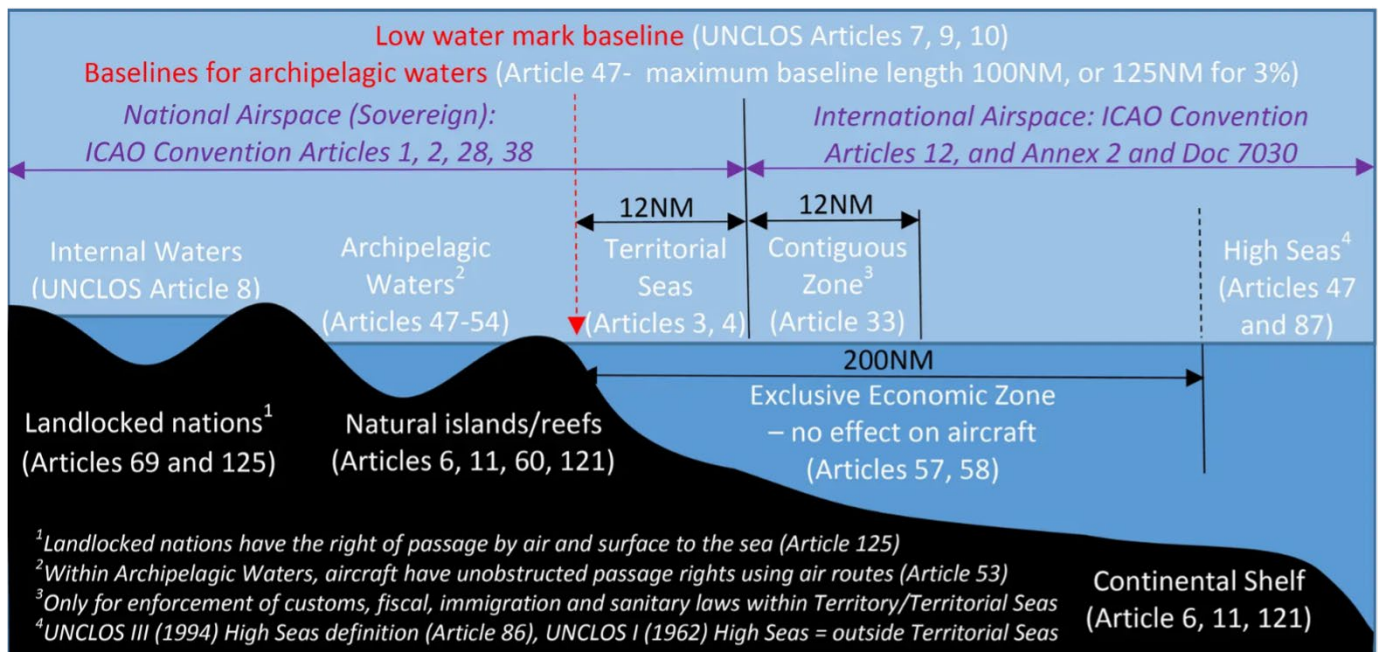 Low water mark baseline (UNCLOS Articles 7, 9, 10)
Baselines for archipelagic waters (Article 47-  maximum baseline length 100NM, or 125NM for 3%)
National Airspace (Sovereign):
ICAO Convention Articles 1, 2, 28, 38
International Airspace: ICAO Convention
Articles 12, and Annex 2 and Doc 7030
12NM
12NM
Internal Waters
(UNCLOS Article 8)
Archipelagic
Waters²
(Articles 47-54)
Territorial
Seas
(Articles 3, 4)
Contiguous
Zone³
(Article 33)
High Seas⁴
(Articles 47
and 87)
200NM
Exclusive Economic Zone
– no effect on aircraft
(Articles 57, 58)
Landlocked nations¹
(Articles 69 and 125)
Natural islands/reefs
(Articles 6, 11, 60, 121)
¹Landlocked nations have the right of passage by air and surface to the sea (Article 125)
²Within Archipelagic Waters, aircraft have unobstructed passage rights using air routes (Article 53)
³Only for enforcement of customs, fiscal, immigration and sanitary laws within Territory/Territorial Seas
⁴UNCLOS III (1994) High Seas definition (Article 86), UNCLOS I (1962) High Seas = outside Territorial Seas
Continental Shelf
(Article 6, 11, 121)